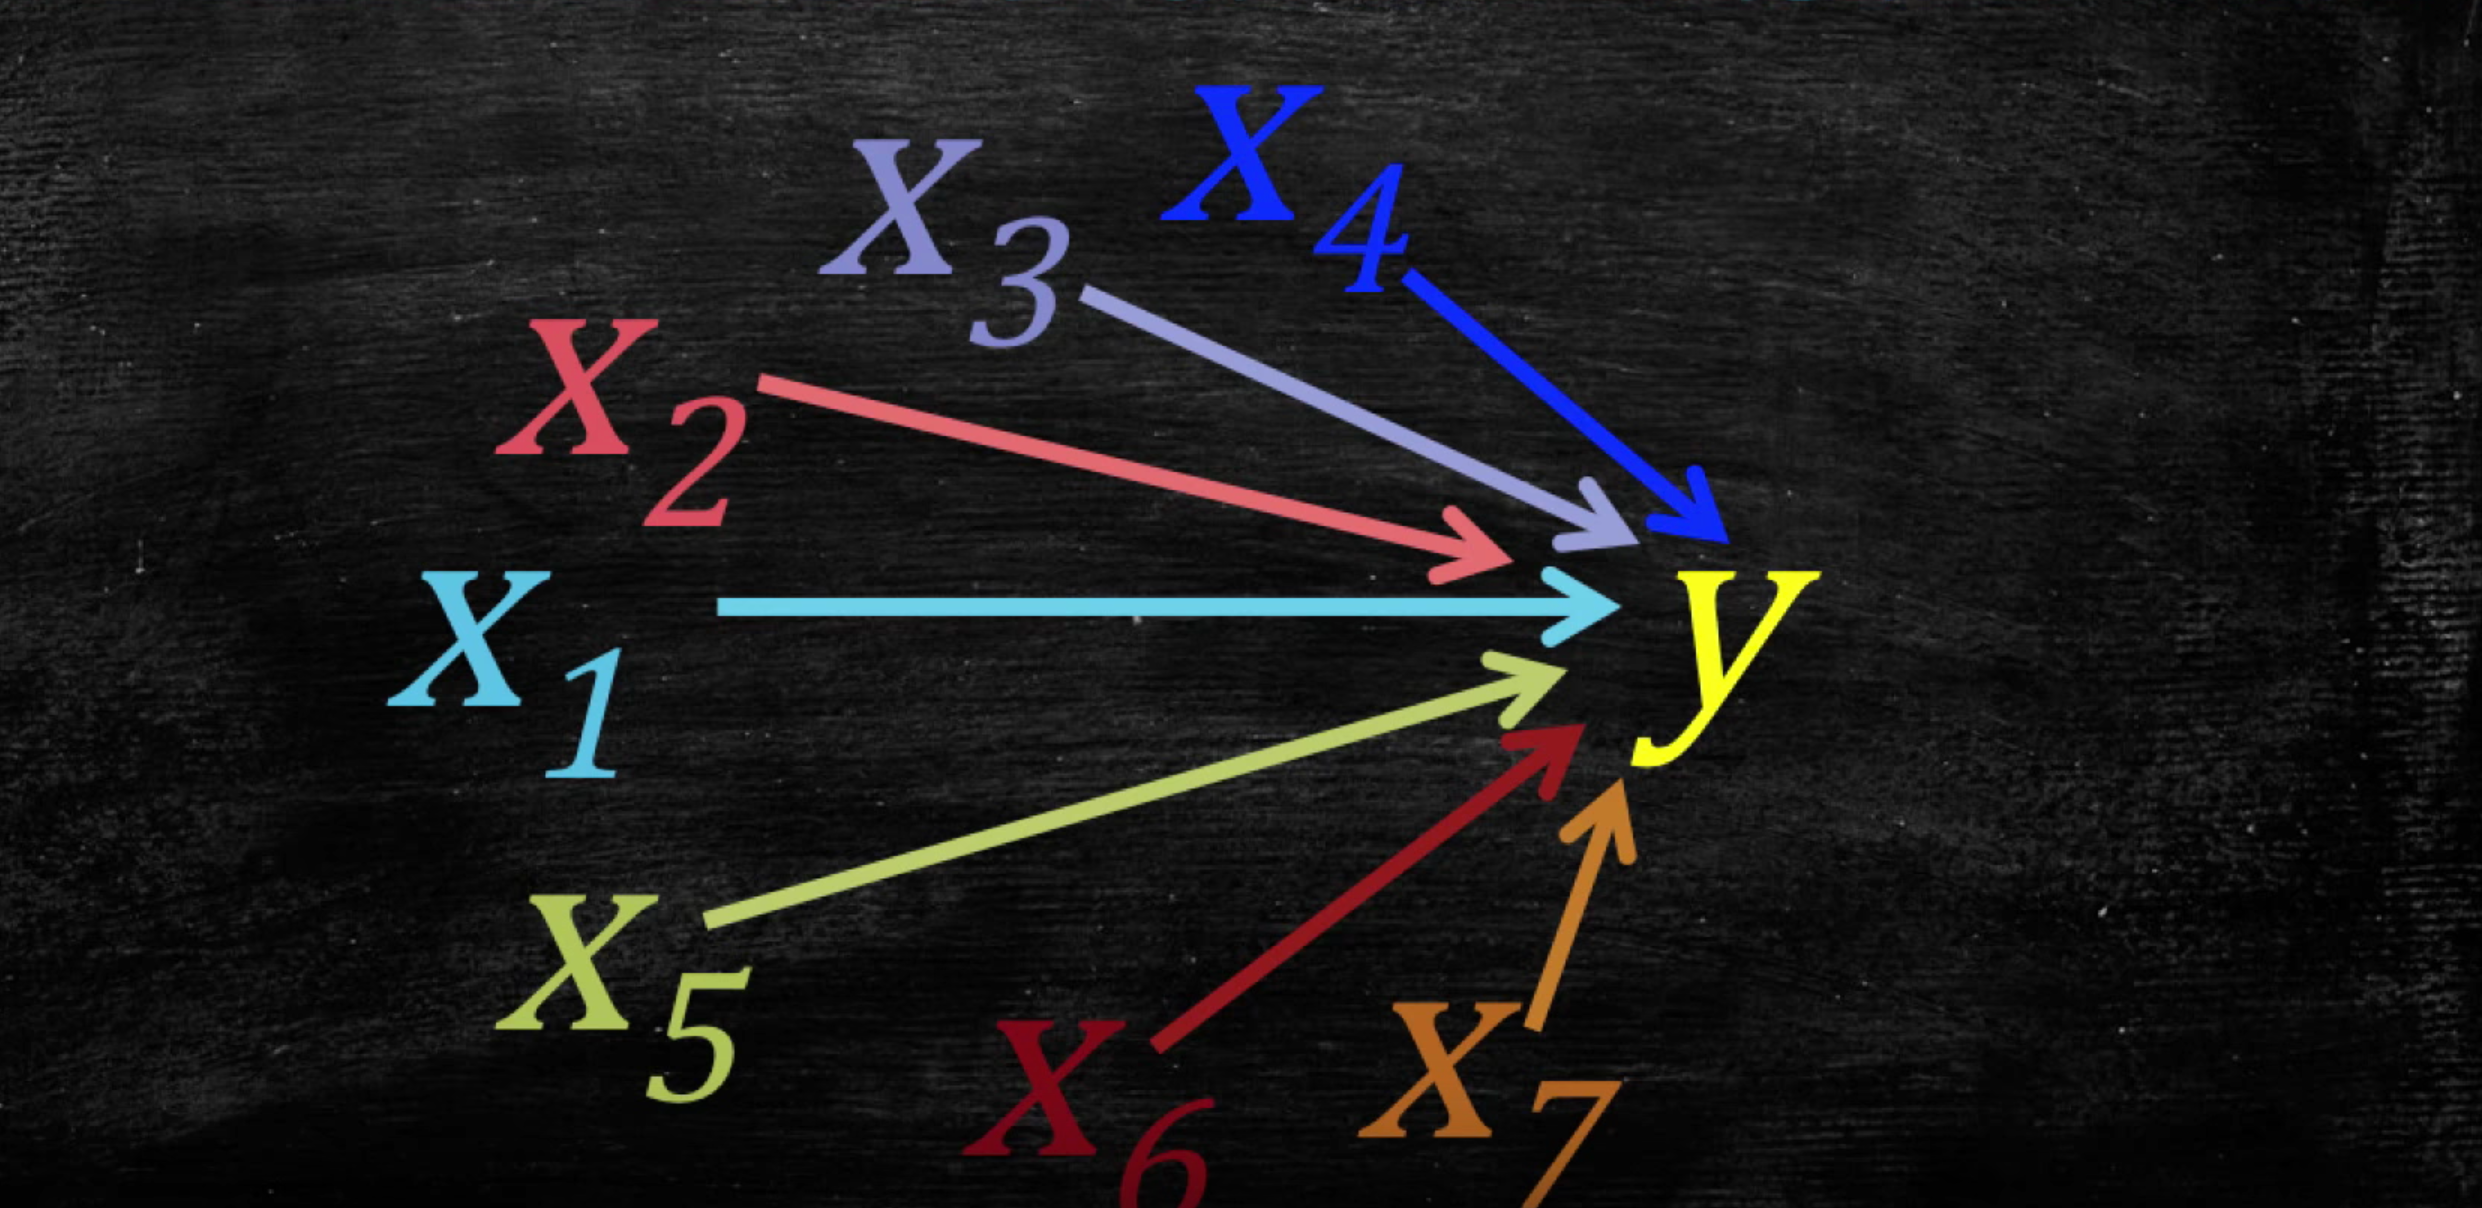 x₄
x₃
x₂
x₁
y
x₅
x₆
x₇